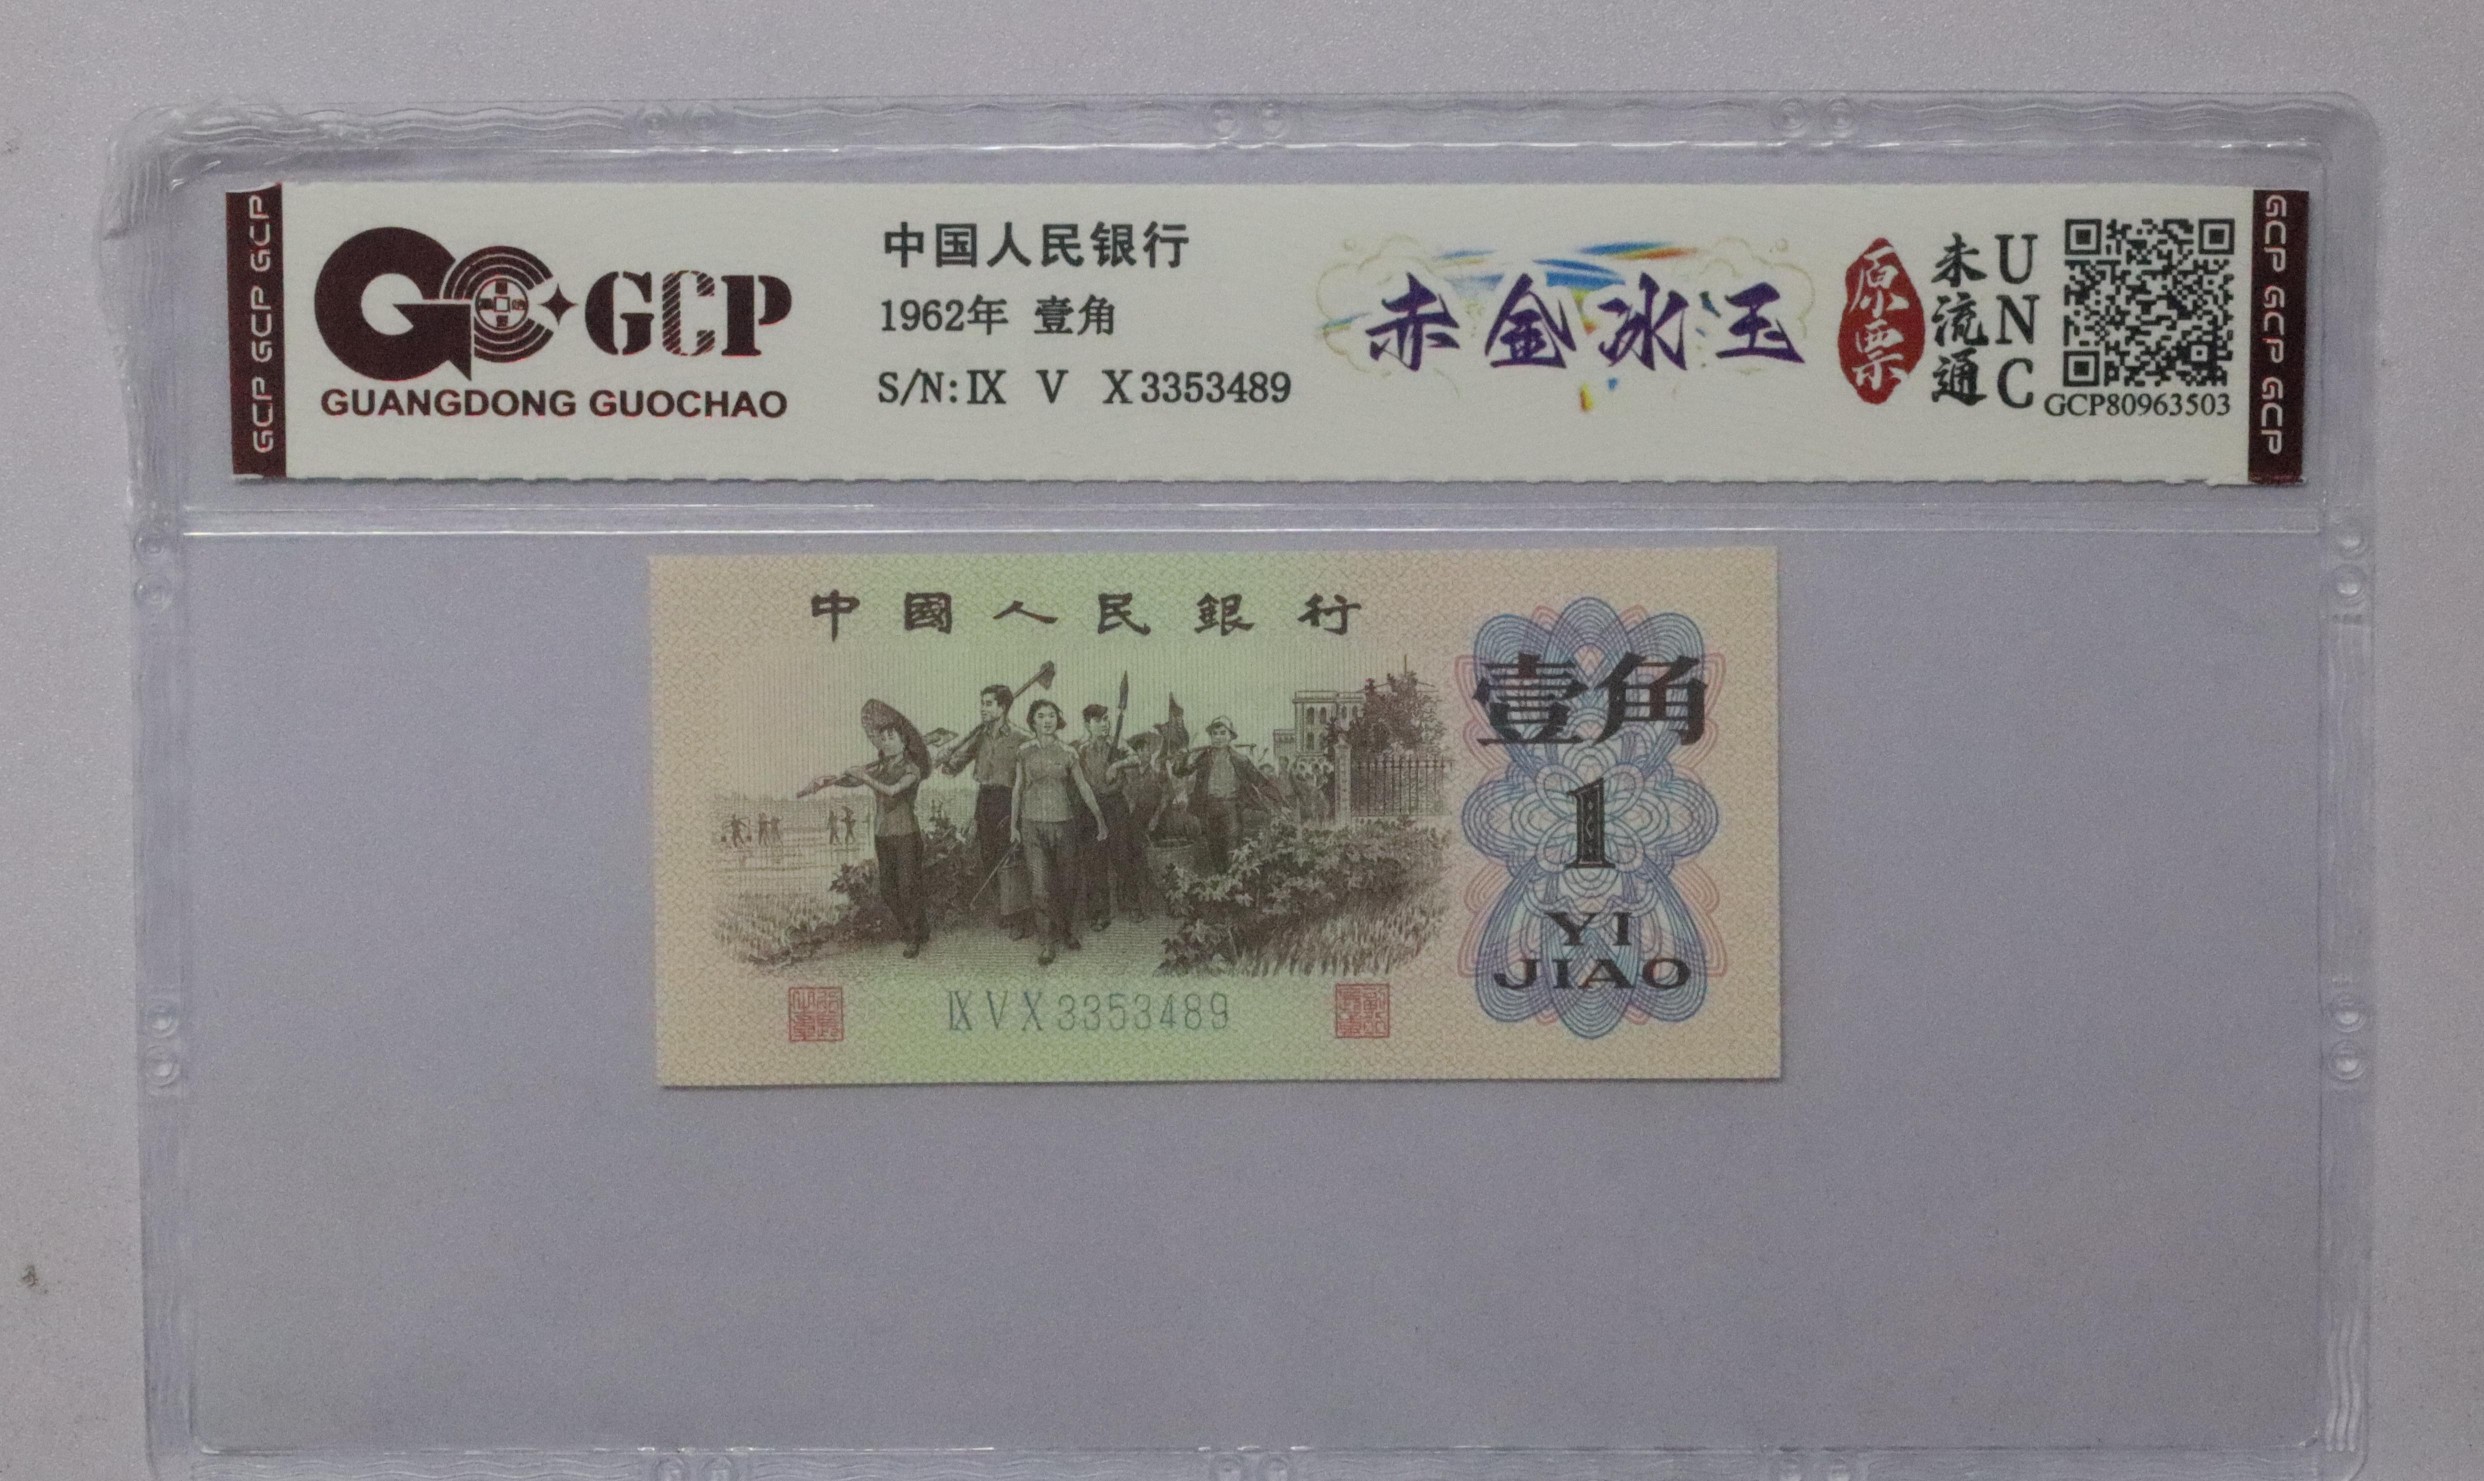 GCP GCP GCP
GCP
GUANGDONG GUOCHAO
中国人民银行
1962年 壹角
S/N: IX V X 3353489
赤金冰玉
原票
未流通
UNC
GCP80963503
GCP GCP GCP
中國人民銀行
壹角
1
YI
JIAO
IX V X 3353489